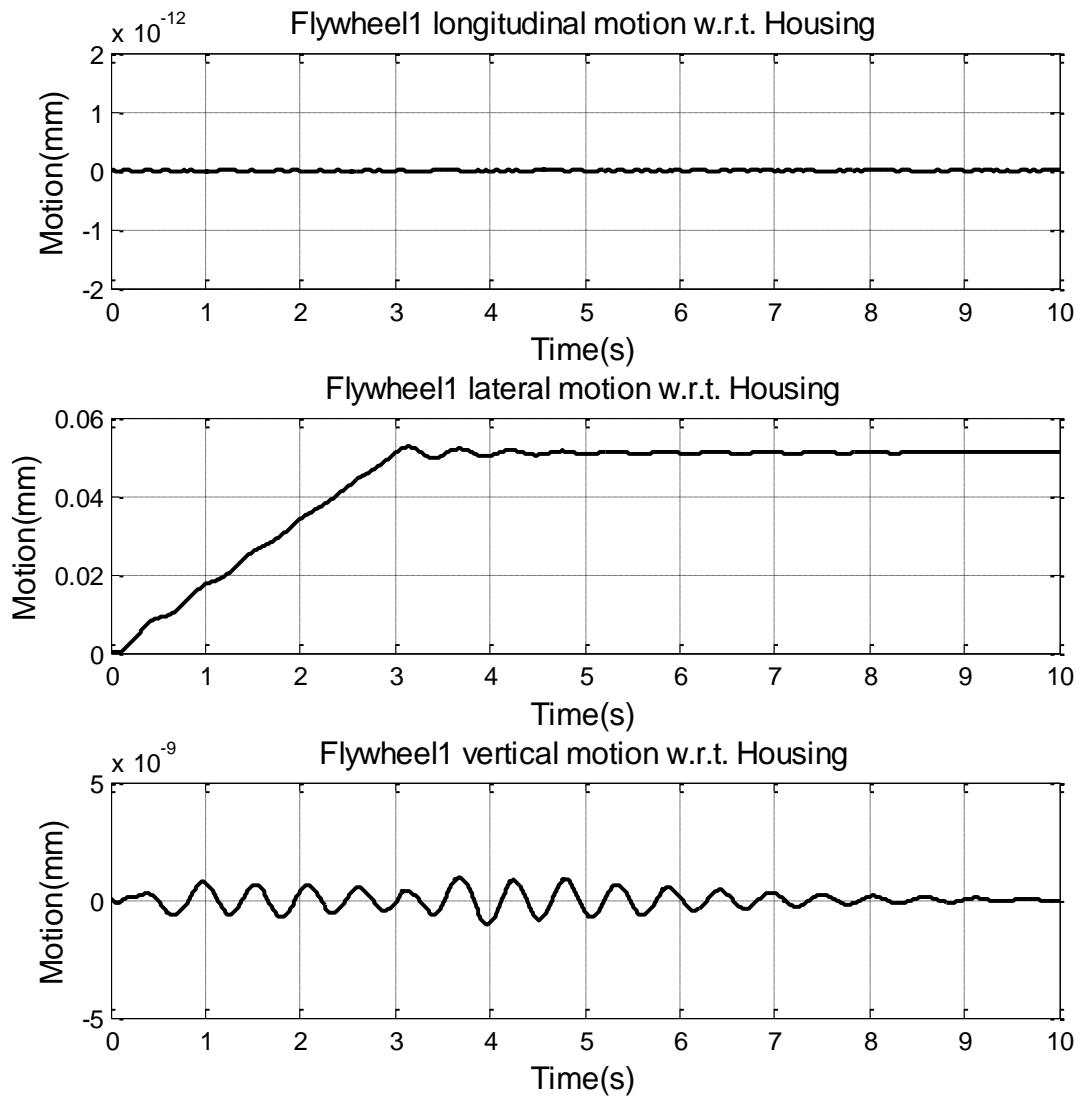 x 10^-12
Flywheel1 longitudinal motion w.r.t. Housing
2
1
0
-1
-2
Motion(mm)
0 1 2 3 4 5 6 7 8 9 10
Time(s)
Flywheel1 lateral motion w.r.t. Housing
0.06
0.04
0.02
0
Motion(mm)
0 1 2 3 4 5 6 7 8 9 10
Time(s)
x 10^-9
Flywheel1 vertical motion w.r.t. Housing
5
0
-5
Motion(mm)
0 1 2 3 4 5 6 7 8 9 10
Time(s)